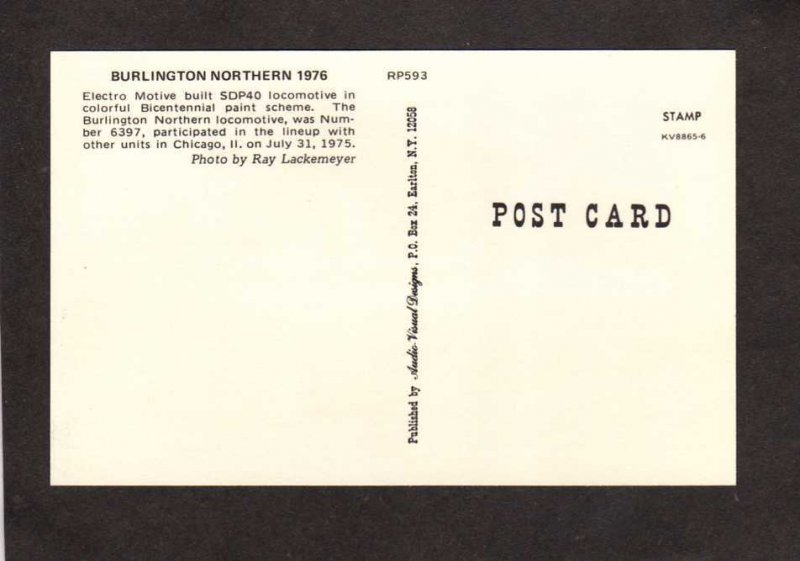 BURLINGTON NORTHERN 1976
Electro Motive built SDP40 locomotive in
colorful Bicentennial paint scheme. The
Burlington Northern locomotive, was Num-
ber 6397, participated in the lineup with
other units in Chicago, Il. on July 31, 1975.
Photo by Ray Lackemeyer
RP593
Published by Audio-Visual Designs, P.O. Box 24, Earlton, N.Y. 12058
STAMP
KV8865-6
POST CARD